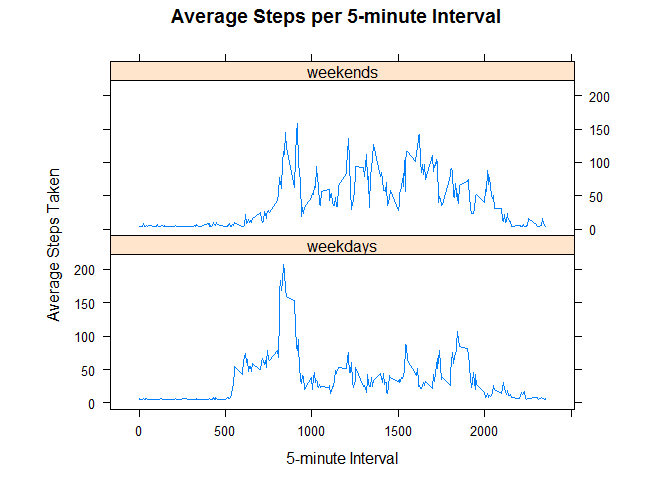 Average Steps per 5-minute Interval
weekends
200
150
100
50
0
Average Steps Taken
weekdays
200
150
100
50
0
0 500 1000 1500 2000
5-minute Interval